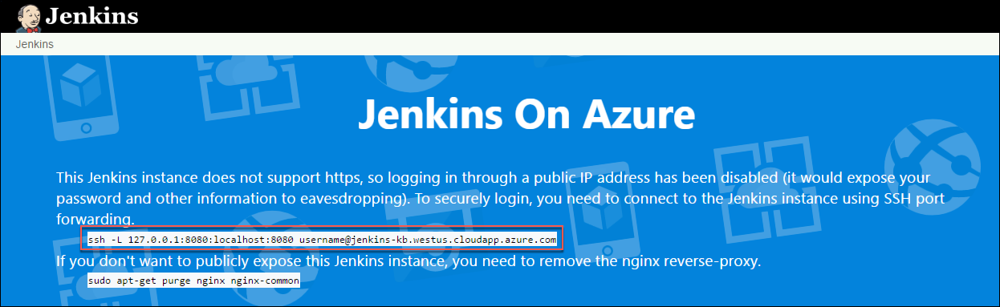 Jenkins
Jenkins
Jenkins On Azure
This Jenkins instance does not support https, so logging in through a public IP address has been disabled (it would expose your
password and other information to eavesdropping). To securely login, you need to connect to the Jenkins instance using SSH port
forwarding.
ssh -L 127.0.0.1:8080:localhost:8080 username@jenkins-kb.westus.cloudapp.azure.com
If you don't want to publicly expose this Jenkins instance, you need to remove the nginx reverse-proxy.
sudo apt-get purge nginx nginx-common